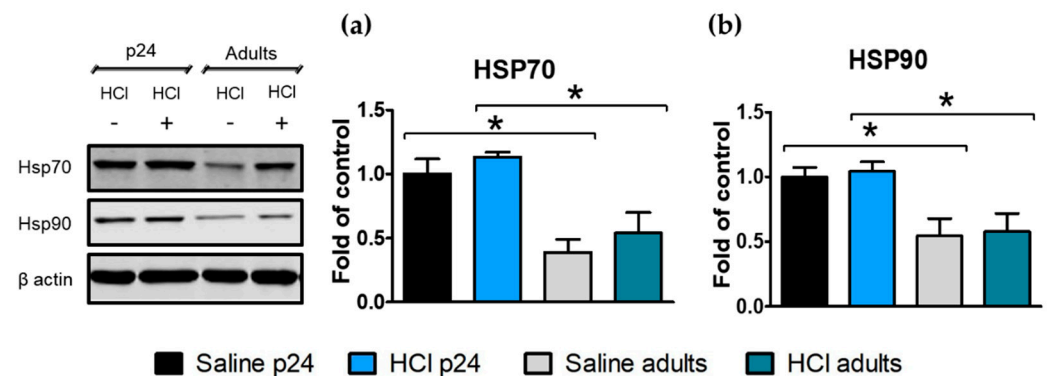 p24 Adults
HCl HCl HCl HCl
- + - +
Hsp70
Hsp90
β actin
(a)
HSP70
* *
Fold of control
1.5
1.0
0.5
0.0
(b)
HSP90
* *
Fold of control
1.5
1.0
0.5
0.0
Saline p24 HCl p24 Saline adults HCl adults